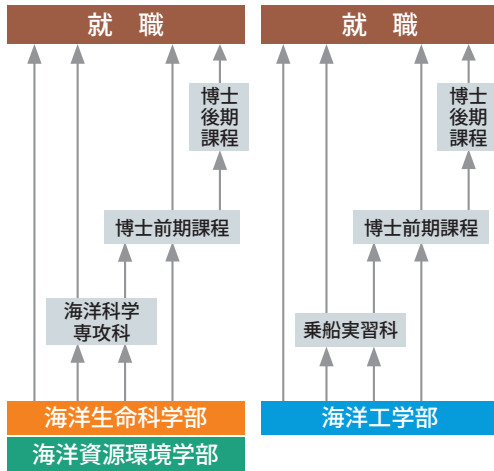 就 職
博士
後期
課程
博士前期課程
海洋科学
専攻科
海洋生命科学部
海洋資源環境学部
就 職
博士
後期
課程
博士前期課程
乗船実習科
海洋工学部